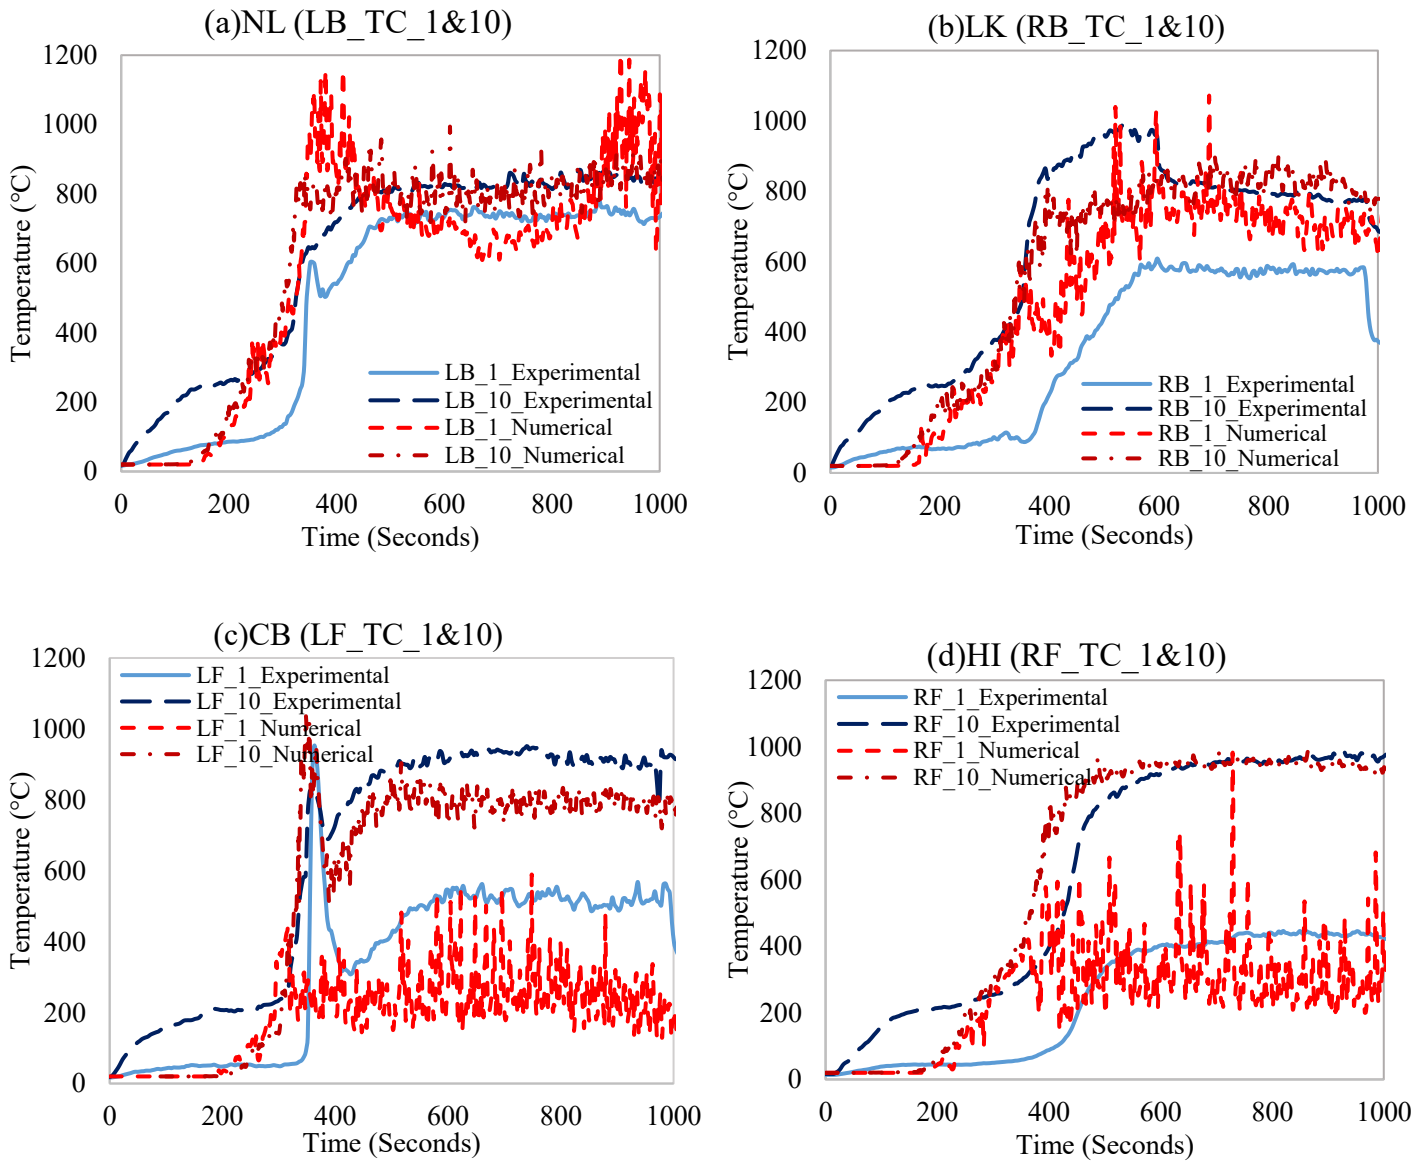 (a)NL (LB_TC_1&10)
1200
1000
800
600
400
200
0
Temperature (°C)
LB_1_Experimental
LB_10_Experimental
LB_1_Numerical
LB_10_Numerical
0 200 400 600 800 1000
Time (Seconds)
(b)LK (RB_TC_1&10)
1200
1000
800
600
400
200
0
Temperature (°C)
RB_1_Experimental
RB_10_Experimental
RB_1_Numerical
RB_10_Numerical
0 200 400 600 800 1000
Time (Seconds)
(c)CB (LF_TC_1&10)
1200
1000
800
600
400
200
0
Temperature (°C)
LF_1_Experimental
LF_10_Experimental
LF_1_Numerical
LF_10_Numerical
0 200 400 600 800 1000
Time (Seconds)
(d)HI (RF_TC_1&10)
1200
1000
800
600
400
200
0
Temperature (°C)
RF_1_Experimental
RF_10_Experimental
RF_1_Numerical
RF_10_Numerical
0 200 400 600 800 1000
Time (Seconds)